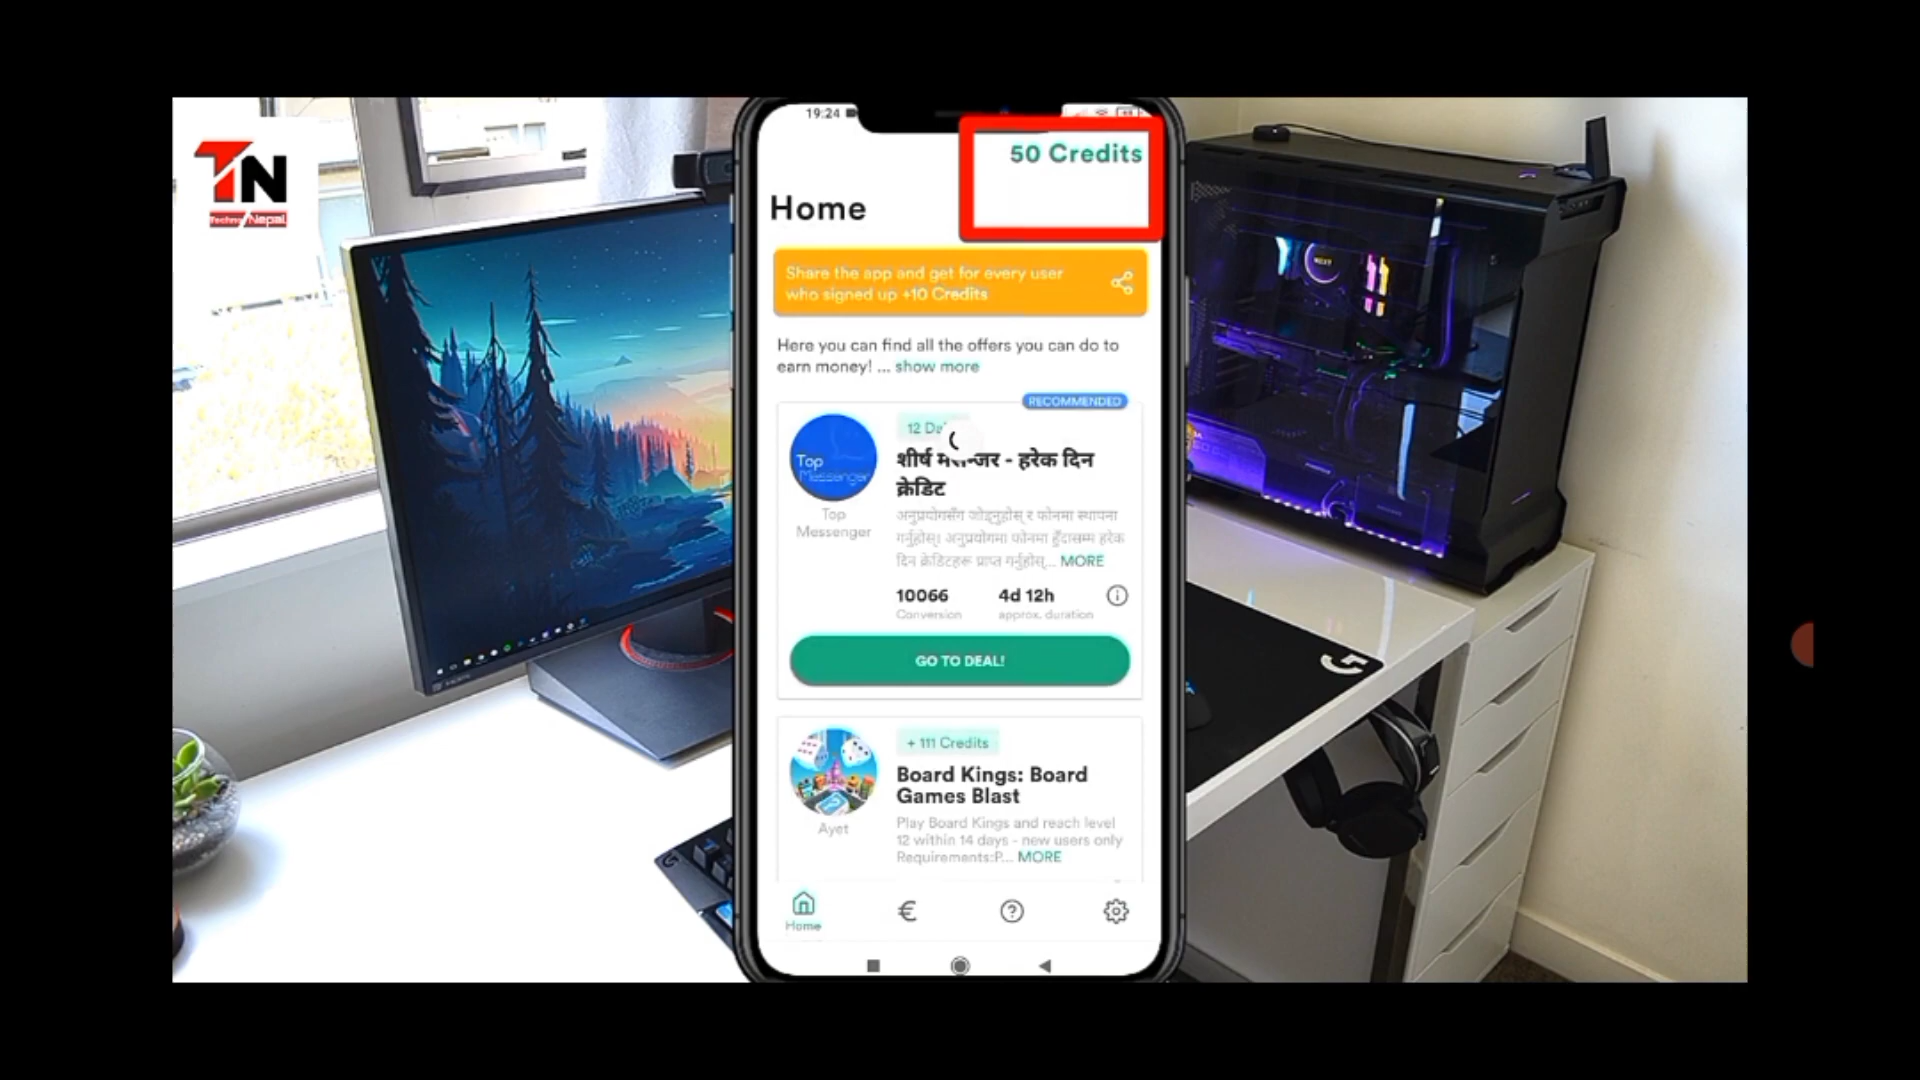 TN
Techno Nepal
19:24
50 Credits
Home
Share the app and get for every user
who signed up +10 Credits
Here you can find all the offers you can do to
earn money! ... show more
RECOMMENDED
12
शीर्ष - हरेक दिन
क्रेडिट
Top
Messenger
Top
Messenger
अनुप्रयोगसँग जोड्नुहोस् र फोनमा स्थापना
गर्नुहोस्। अनुप्रयोगमा फोनमा हुँदासम्म हरेक
दिन क्रेडिटहरू प्राप्त गर्नुहोस्... MORE
10066
Conversion
4d 12h
approx. duration
GO TO DEAL!
+ 111 Credits
Board Kings: Board
Games Blast
Ayet
Play Board Kings and reach level
12 within 14 days - new users only
Requirements:P... MORE
€
Home